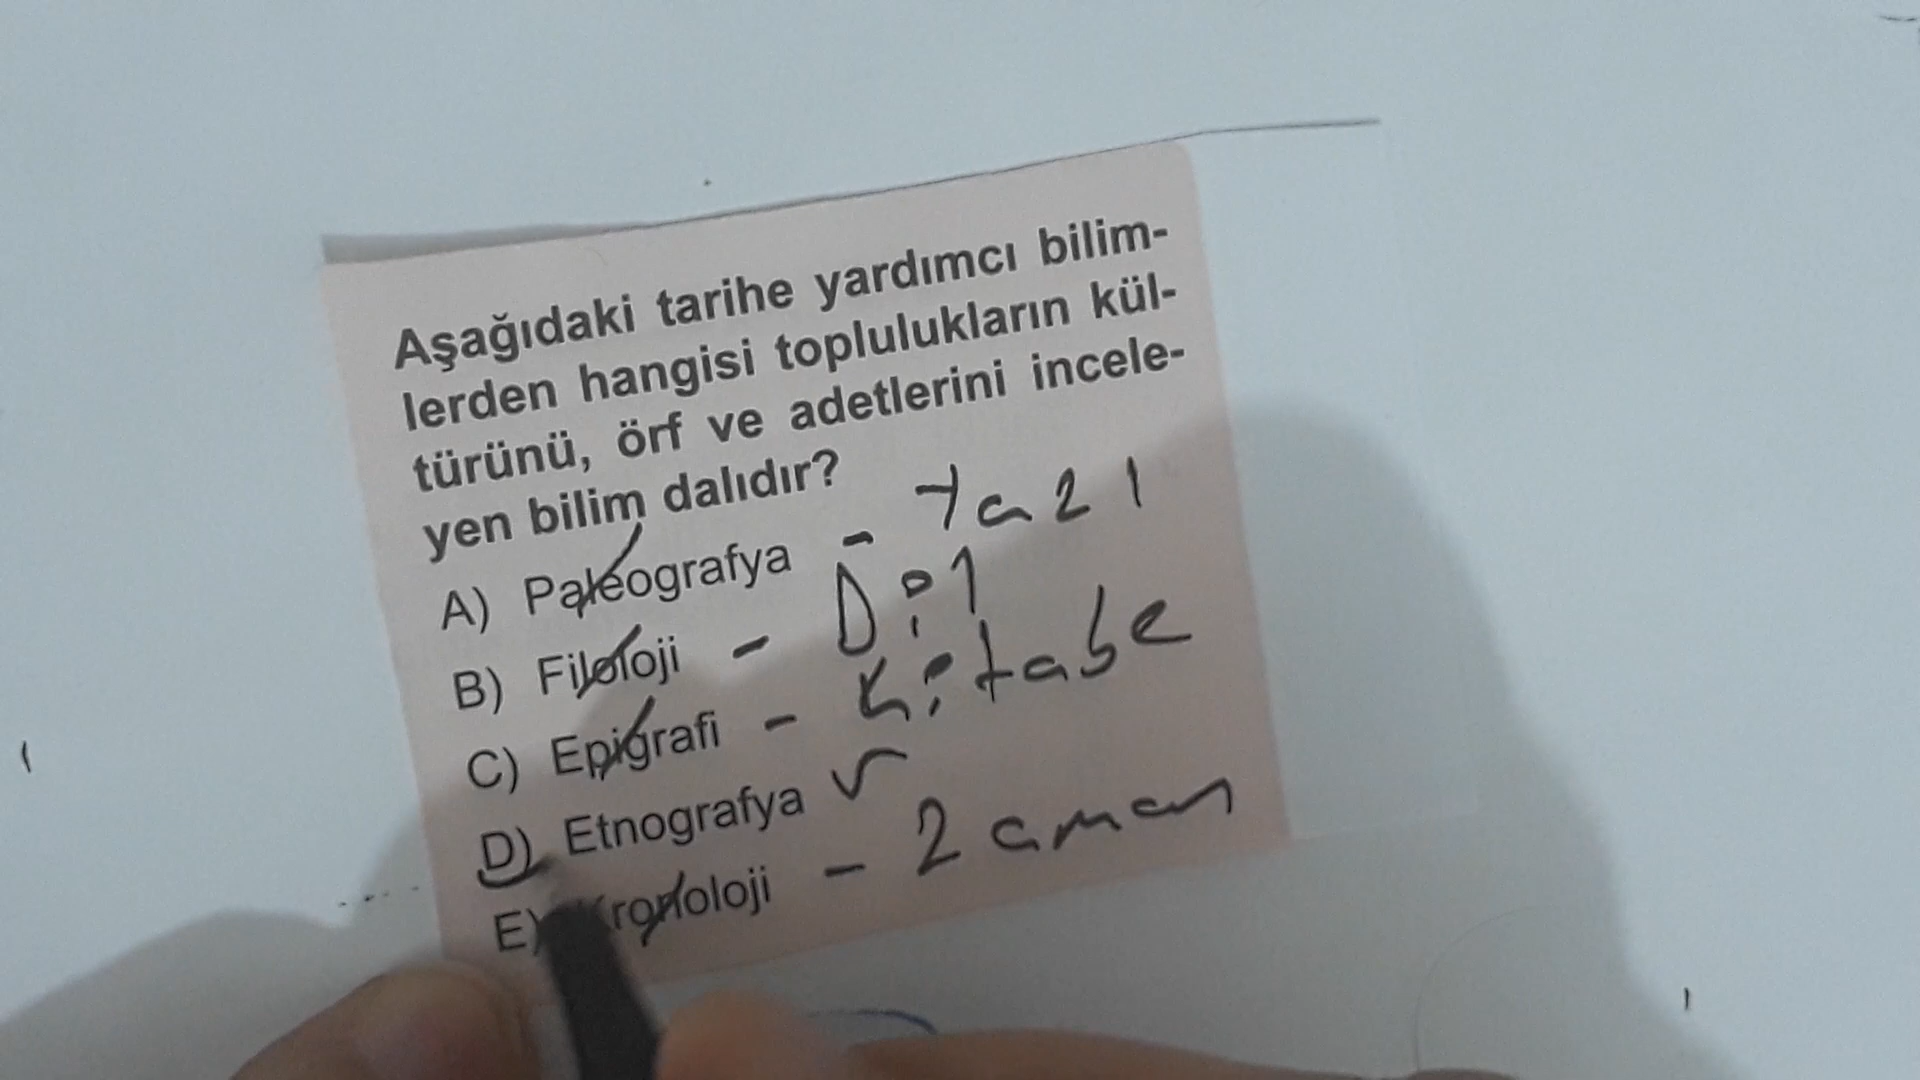 Aşağıdaki tarihe yardımcı bilim-
lerden hangisi toplulukların kül-
türünü, örf ve adetlerini incele-
yen bilim dalıdır?
A) Paleografya - Yazı
B) Filoloji - Dil
C) Epigrafi - Kitabe
D) Etnografya
E) Kronoloji - Zaman